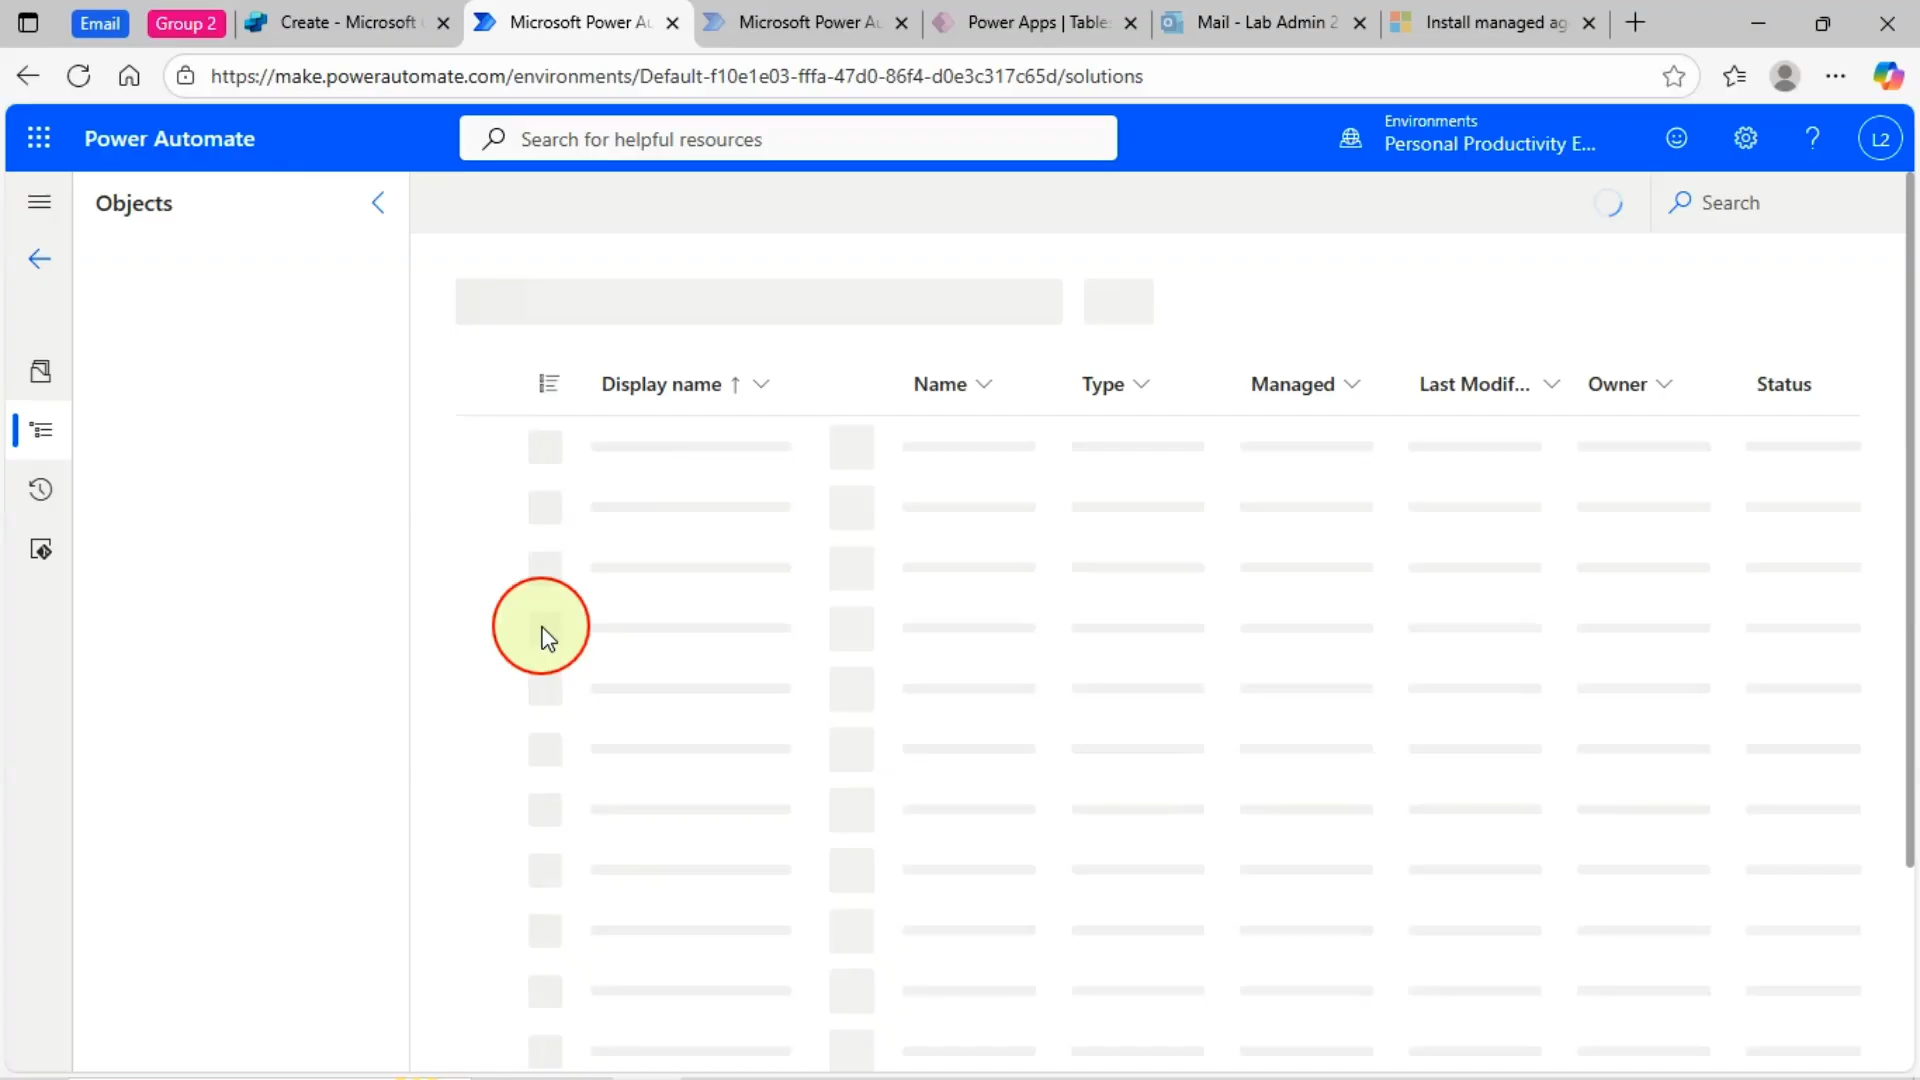 Email
Group 2
Create - Microsoft
Microsoft Power Au
Microsoft Power Au
Power Apps | Table
Mail - Lab Admin 2
Install managed ag
https://make.powerautomate.com/environments/Default-f10e1e03-fffa-47d0-86f4-d0e3c317c65d/solutions
Power Automate
Search for helpful resources
Environments
Personal Productivity E...
L2
Objects
Search
Display name
Name
Type
Managed
Last Modif...
Owner
Status